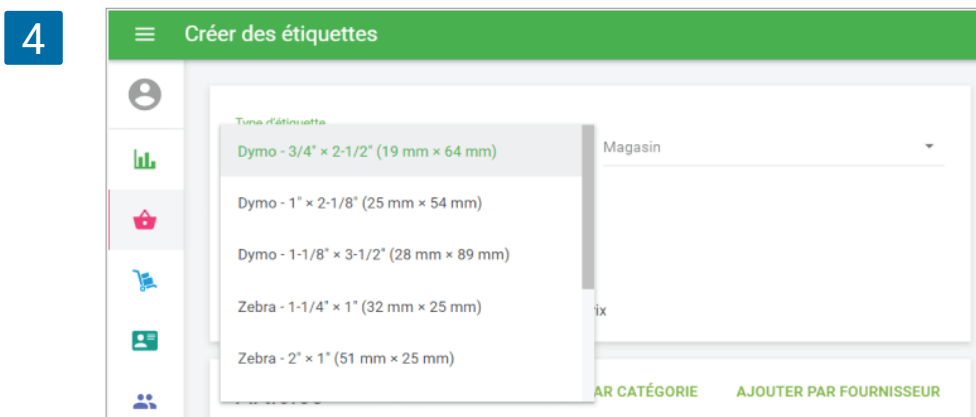 4
Créer des étiquettes
Type d'étiquette
Dymo - 3/4" × 2-1/2" (19 mm × 64 mm)
Magasin
Dymo - 1" × 2-1/8" (25 mm × 54 mm)
Dymo - 1-1/8" × 3-1/2" (28 mm × 89 mm)
Zebra - 1-1/4" × 1" (32 mm × 25 mm)
Zebra - 2" × 1" (51 mm × 25 mm)
AR CATÉGORIE
AJOUTER PAR FOURNISSEUR